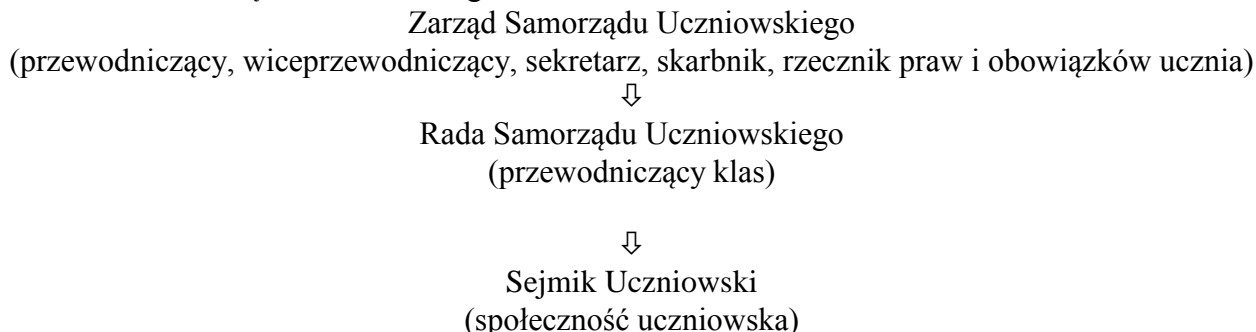 Zarząd Samorządu Uczniowskiego
(przewodniczący, wiceprzewodniczący, sekretarz, skarbnik, rzecznik praw i obowiązków ucznia)
⇩
Rada Samorządu Uczniowskiego
(przewodniczący klas)
⇩
Sejmik Uczniowski
(społeczność uczniowska)